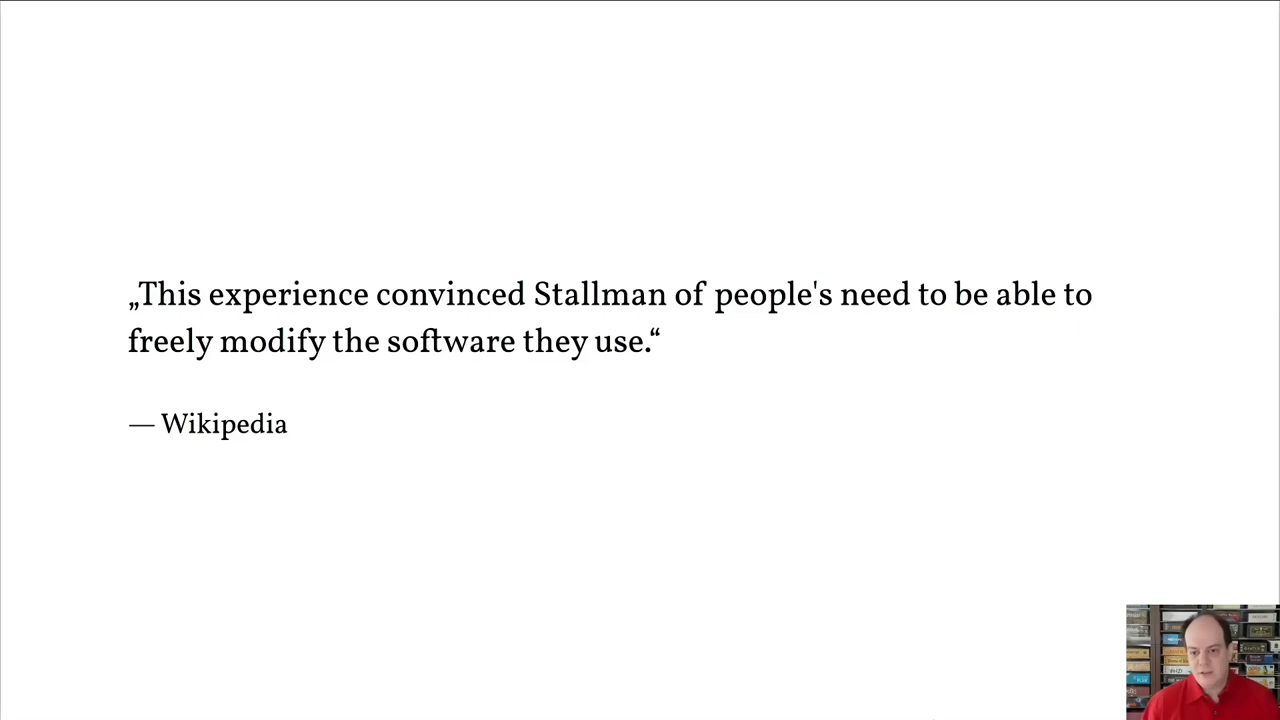 „This experience convinced Stallman of people's need to be able to
freely modify the software they use.“
— Wikipedia